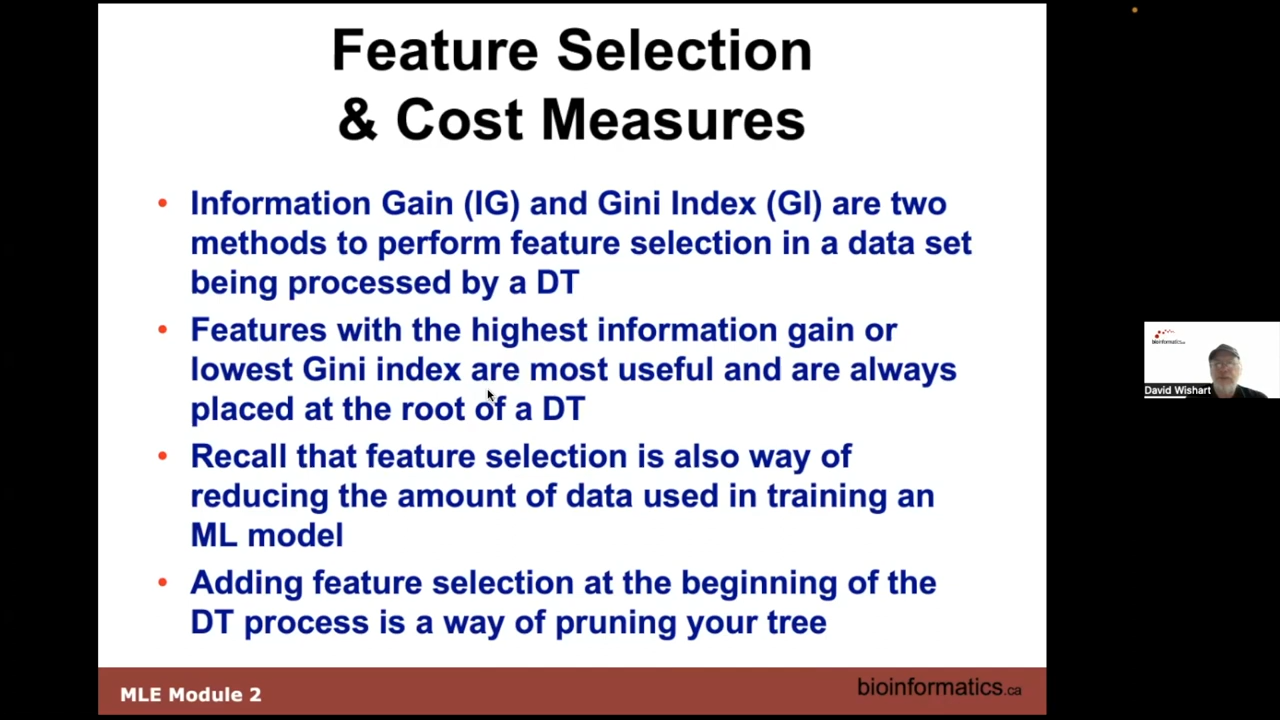 Feature Selection
& Cost Measures
• Information Gain (IG) and Gini Index (GI) are two
methods to perform feature selection in a data set
being processed by a DT
• Features with the highest information gain or
lowest Gini index are most useful and are always
placed at the root of a DT
• Recall that feature selection is also way of
reducing the amount of data used in training an
ML model
• Adding feature selection at the beginning of the
DT process is a way of pruning your tree
MLE Module 2
bioinformatics.ca
bioinformatics.ca
David Wishart